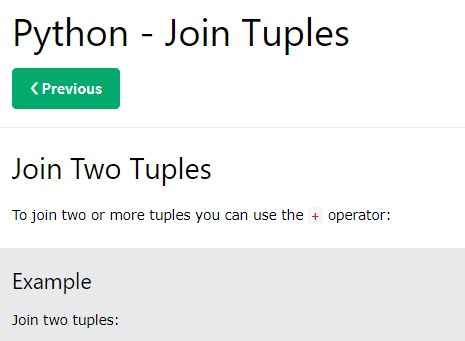 Python - Join Tuples
❮ Previous
Join Two Tuples
To join two or more tuples you can use the + operator:
Example
Join two tuples: